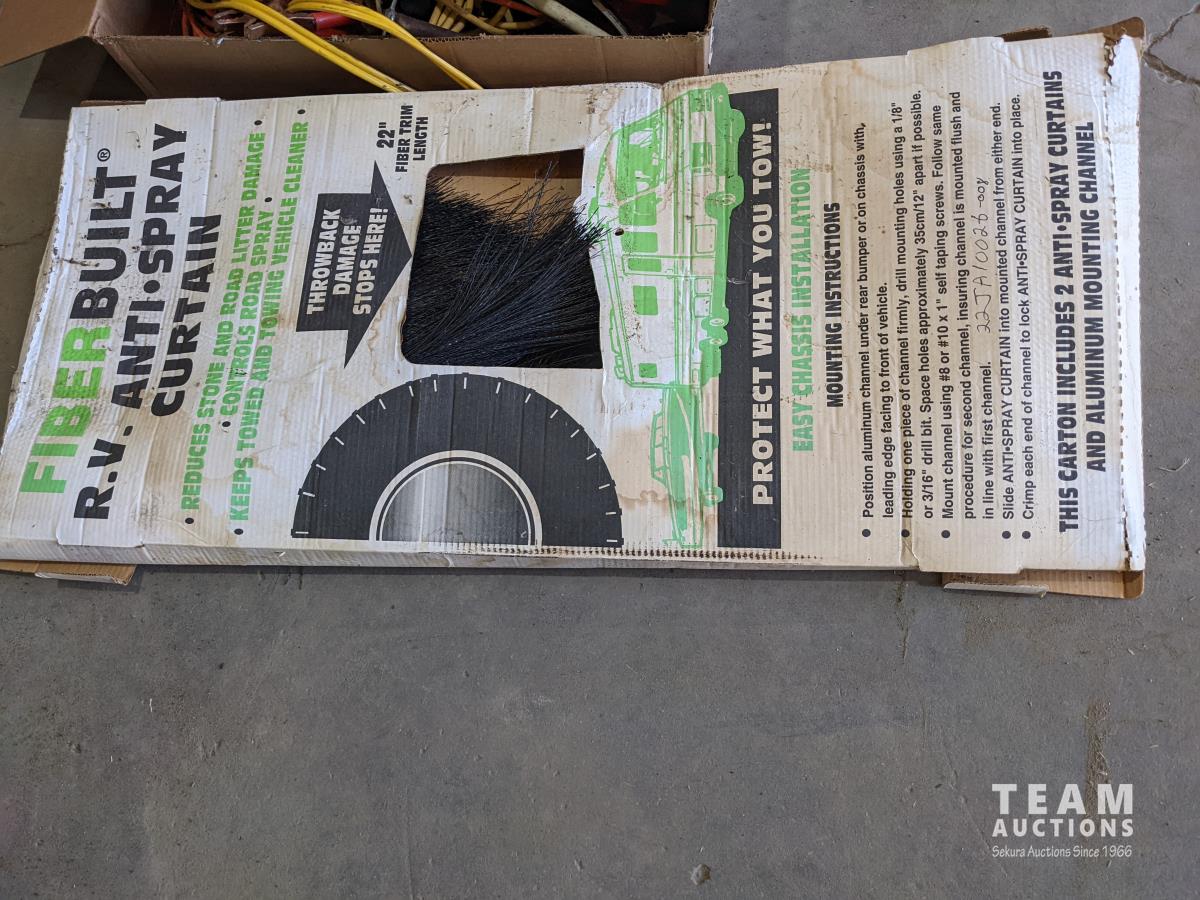 FIBERBUILT®
R.V. ANTI•SPRAY
CURTAIN
• REDUCES STONE AND ROAD LITTER DAMAGE •
• CONTROLS ROAD SPRAY •
• KEEPS TOWED AND TOWING VEHICLE CLEANER •
THROWBACK
DAMAGE
STOPS HERE!
22"
FIBER TRIM
LENGTH
PROTECT WHAT YOU TOW!
EASY CHASSIS INSTALLATION
MOUNTING INSTRUCTIONS
• Position aluminum channel under rear bumper or on chassis with,
leading edge facing to front of vehicle.
• Holding one piece of channel firmly, drill mounting holes using a 1/8"
or 3/16" drill bit. Space holes approximately 35cm/12" apart if possible.
• Mount channel using #8 or #10 x 1" self taping screws. Follow same
procedure for second channel, insuring channel is mounted flush and
in line with first channel. 22JA110026-008
• Slide ANTI•SPRAY CURTAIN into mounted channel from either end.
• Crimp each end of channel to lock ANTI•SPRAY CURTAIN into place.
THIS CARTON INCLUDES 2 ANTI•SPRAY CURTAINS
AND ALUMINUM MOUNTING CHANNEL
TEAM
AUCTIONS
Sekura Auctions Since 1966